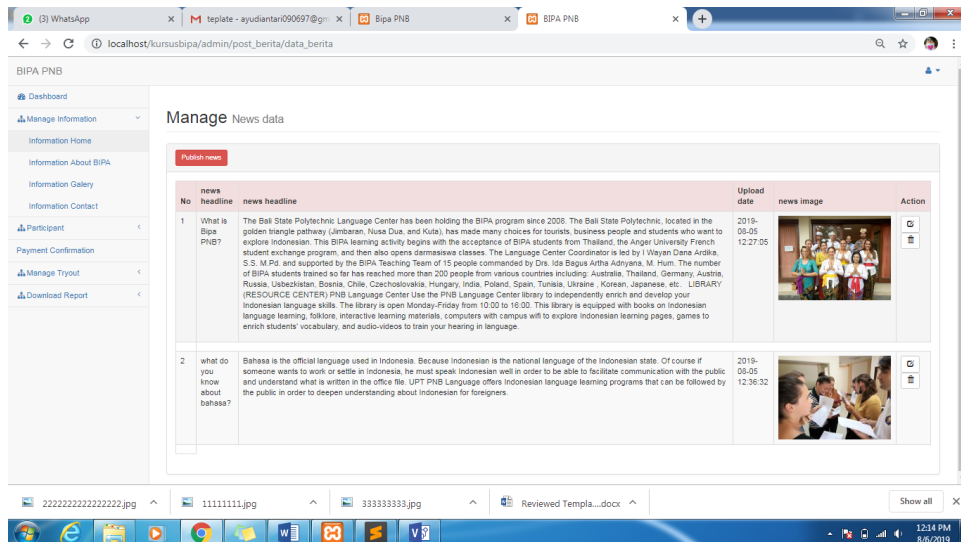 (3) WhatsApp
teplate - ayudiantari090697@gm
Bipa PNB
BIPA PNB
localhost/kursusbipa/admin/post_berita/data_berita
BIPA PNB
Dashboard
Manage Information
Information Home
Information About BIPA
Information Galery
Information Contact
Participant
Payment Confirmation
Manage Tryout
Download Report
Manage News data
Publish news
No
news
headline
news headline
Upload
date
news image
Action
1
What is
Bipa
PNB?
The Bali State Polytechnic Language Center has been holding the BIPA program since 2008. The Bali State Polytechnic, located in the
golden triangle pathway (Jimbaran, Nusa Dua, and Kuta), has made many choices for tourists, business people and students who want to
explore Indonesian. This BIPA learning activity begins with the acceptance of BIPA students from Thailand, the Anger University French
student exchange program, and then also opens darmasiswa classes. The Language Center Coordinator is led by I Wayan Dana Ardika,
S.S. M.Pd. and supported by the BIPA Teaching Team of 15 people commanded by Drs. Ida Bagus Artha Adnyana, M. Hum. The number
of BIPA students trained so far has reached more than 200 people from various countries including: Australia, Thailand, Germany, Austria,
Russia, Usbezkistan, Bosnia, Chile, Czechoslovakia, Hungary, India, Poland, Spain, Tunisia, Ukraine , Korean, Japanese, etc. LIBRARY
(RESOURCE CENTER) PNB Language Center Use the PNB Language Center library to independently enrich and develop your
Indonesian language skills. The library is open Monday-Friday from 10:00 to 16:00. This library is equipped with books on Indonesian
language learning, folklore, interactive learning materials, computers with campus wifi to explore Indonesian learning pages, games to
enrich students' vocabulary, and audio-videos to train your hearing in language.
2019-
08-05
12:27:05
2
what do
you
know
about
bahasa?
Bahasa is the official language used in Indonesia. Because Indonesian is the national language of the Indonesian state. Of course if
someone wants to work or settle in Indonesia, he must speak Indonesian well in order to be able to facilitate communication with the public
and understand what is written in the office file. UPT PNB Language offers Indonesian language learning programs that can be followed by
the public in order to deepen understanding about Indonesian for foreigners.
2019-
08-05
12:36:32
2222222222222222.jpg
11111111.jpg
333333333.jpg
Reviewed Templa....docx
Show all
12:14 PM
8/6/2019